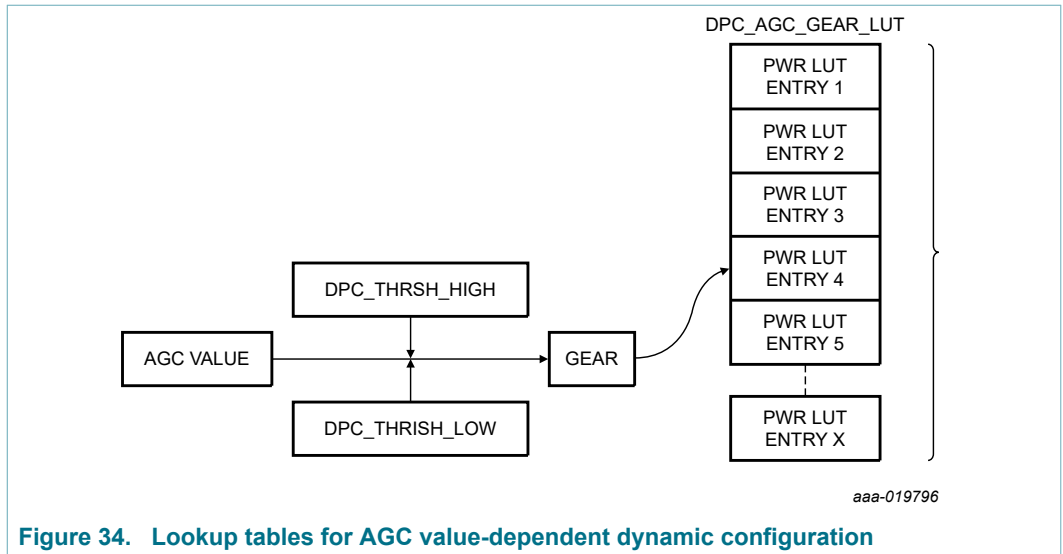 DPC_AGC_GEAR_LUT
PWR LUT
ENTRY 1
PWR LUT
ENTRY 2
PWR LUT
ENTRY 3
PWR LUT
ENTRY 4
PWR LUT
ENTRY 5
PWR LUT
ENTRY X
DPC_THRSH_HIGH
AGC VALUE
GEAR
DPC_THRISH_LOW
aaa-019796
Figure 34. Lookup tables for AGC value-dependent dynamic configuration